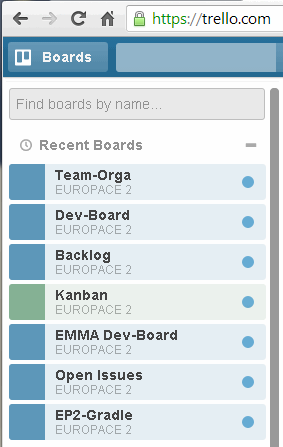 https://trello.com
Boards
Find boards by name...
Recent Boards
Team-Orga
EUROPACE 2
Dev-Board
EUROPACE 2
Backlog
EUROPACE 2
Kanban
EUROPACE 2
EMMA Dev-Board
EUROPACE 2
Open Issues
EUROPACE 2
EP2-Gradle
EUROPACE 2